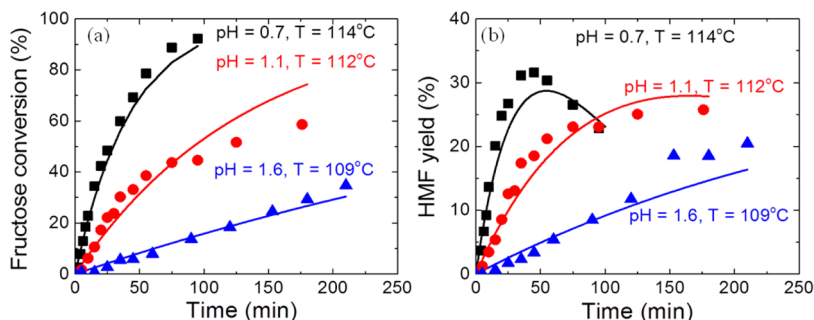 (a)
pH = 0.7, T = 114°C
pH = 1.1, T = 112°C
pH = 1.6, T = 109°C
Fructose conversion (%)
100
80
60
40
20
0
0 50 100 150 200 250
Time (min)
(b)
pH = 0.7, T = 114°C
pH = 1.1, T = 112°C
pH = 1.6, T = 109°C
HMF yield (%)
40
30
20
10
0
0 50 100 150 200 250
Time (min)